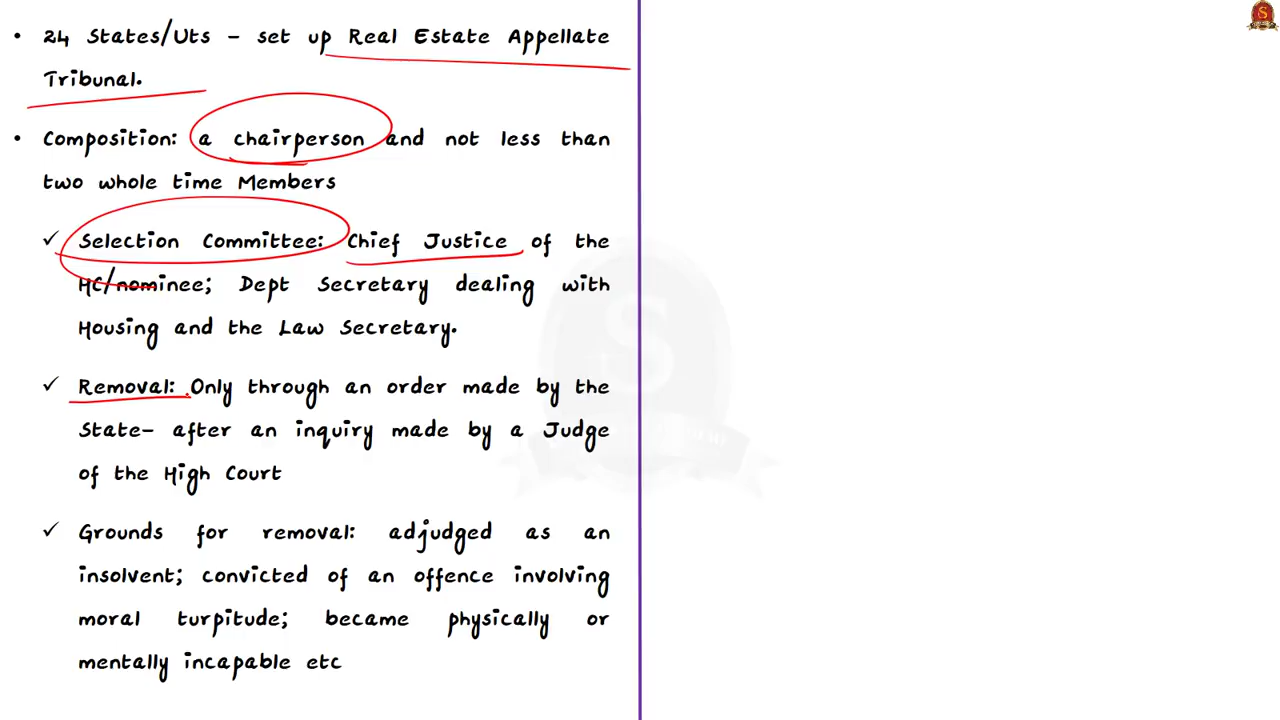 • 24 States/Uts - set up Real Estate Appellate
Tribunal.
• Composition: a chairperson and not less than
two whole time Members
✓ Selection Committee: Chief Justice of the
HC/nominee; Dept Secretary dealing with
Housing and the Law Secretary.
✓ Removal: Only through an order made by the
State- after an inquiry made by a Judge
of the High Court
✓ Grounds for removal: adjudged as an
insolvent; convicted of an offence involving
moral turpitude; became physically or
mentally incapable etc